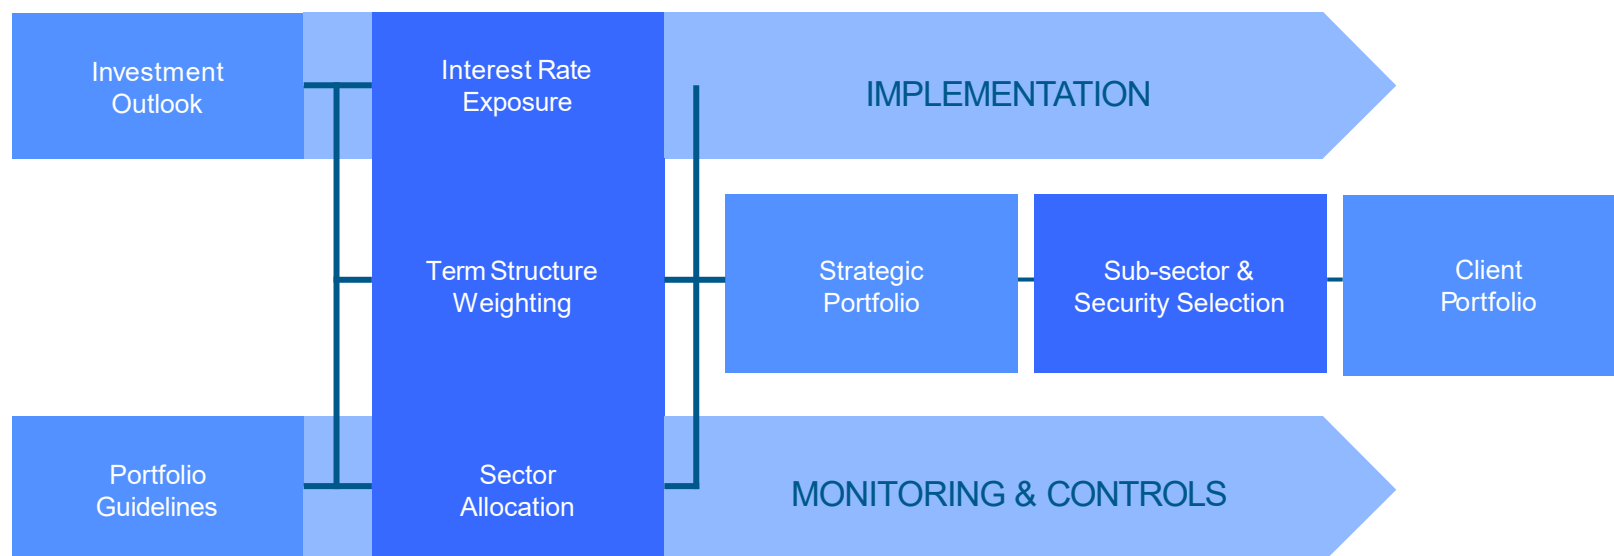 Investment
Outlook
Interest Rate
Exposure
IMPLEMENTATION
Term Structure
Weighting
Strategic
Portfolio
Sub-sector &
Security Selection
Client
Portfolio
Portfolio
Guidelines
Sector
Allocation
MONITORING & CONTROLS